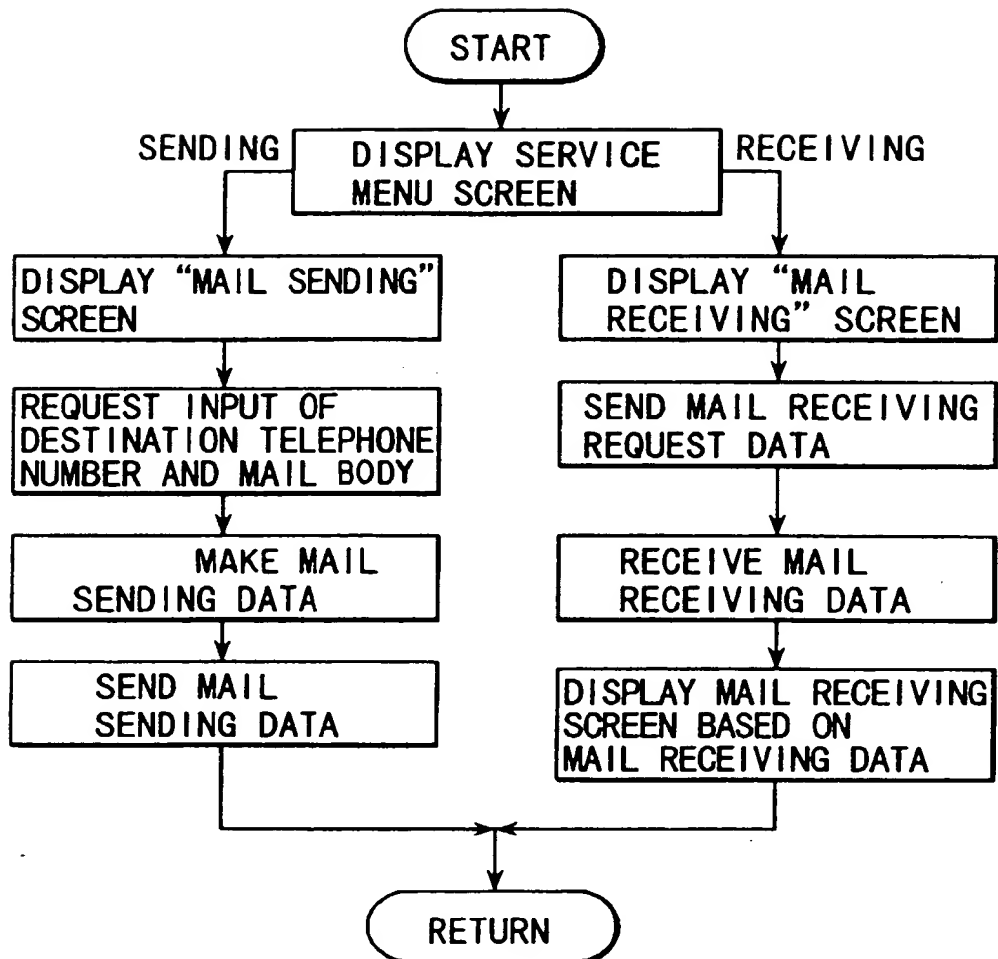 START
SENDING
DISPLAY SERVICE
MENU SCREEN
RECEIVING
DISPLAY “MAIL SENDING”
SCREEN
REQUEST INPUT OF
DESTINATION TELEPHONE
NUMBER AND MAIL BODY
MAKE MAIL
SENDING DATA
SEND MAIL
SENDING DATA
DISPLAY “MAIL
RECEIVING” SCREEN
SEND MAIL RECEIVING
REQUEST DATA
RECEIVE MAIL
RECEIVING DATA
DISPLAY MAIL RECEIVING
SCREEN BASED ON
MAIL RECEIVING DATA
RETURN